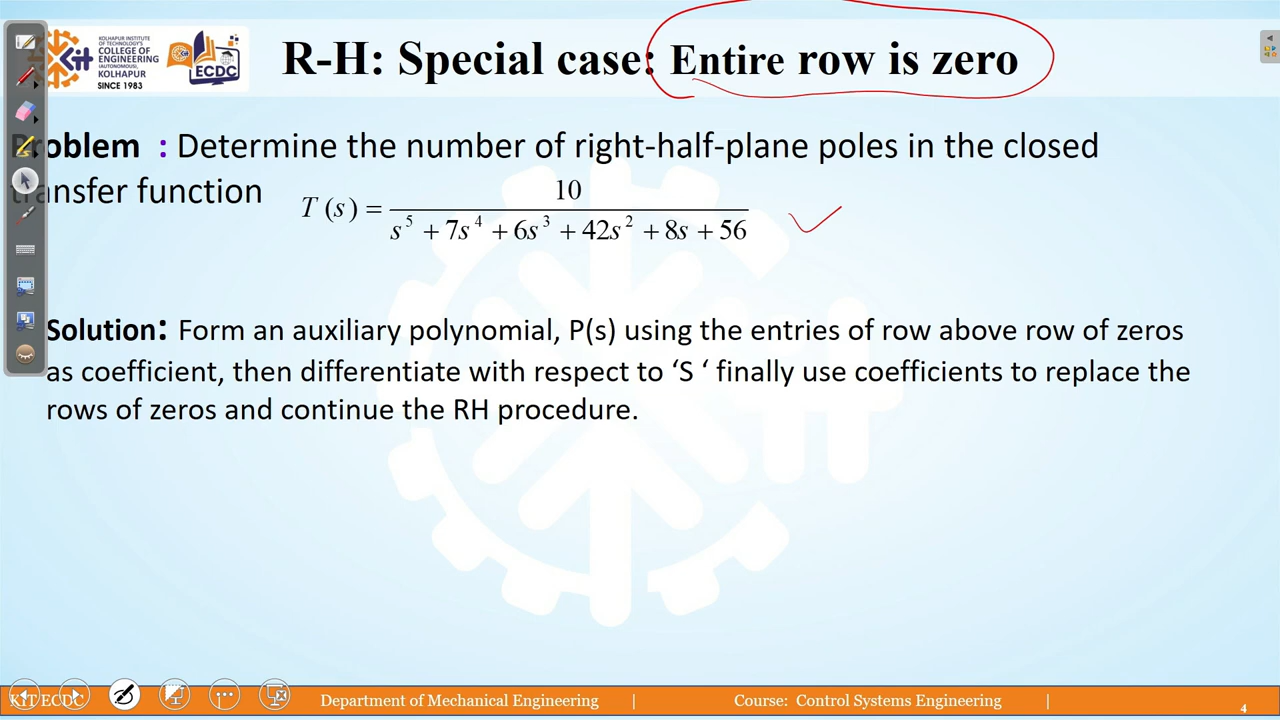 KOLHAPUR INSTITUTE
OF TECHNOLOGY'S
COLLEGE OF
ENGINEERING
(AUTONOMOUS),
KOLHAPUR
SINCE 1983
ECDC
R-H: Special case: Entire row is zero
Problem : Determine the number of right-half-plane poles in the closed
transfer function
T (s) = 10 / s^5 + 7s^4 + 6s^3 + 42s^2 + 8s + 56
Solution: Form an auxiliary polynomial, P(s) using the entries of row above row of zeros
as coefficient, then differentiate with respect to ‘S ‘ finally use coefficients to replace the
rows of zeros and continue the RH procedure.
KIT/ECDC
Department of Mechanical Engineering
Course: Control Systems Engineering
4